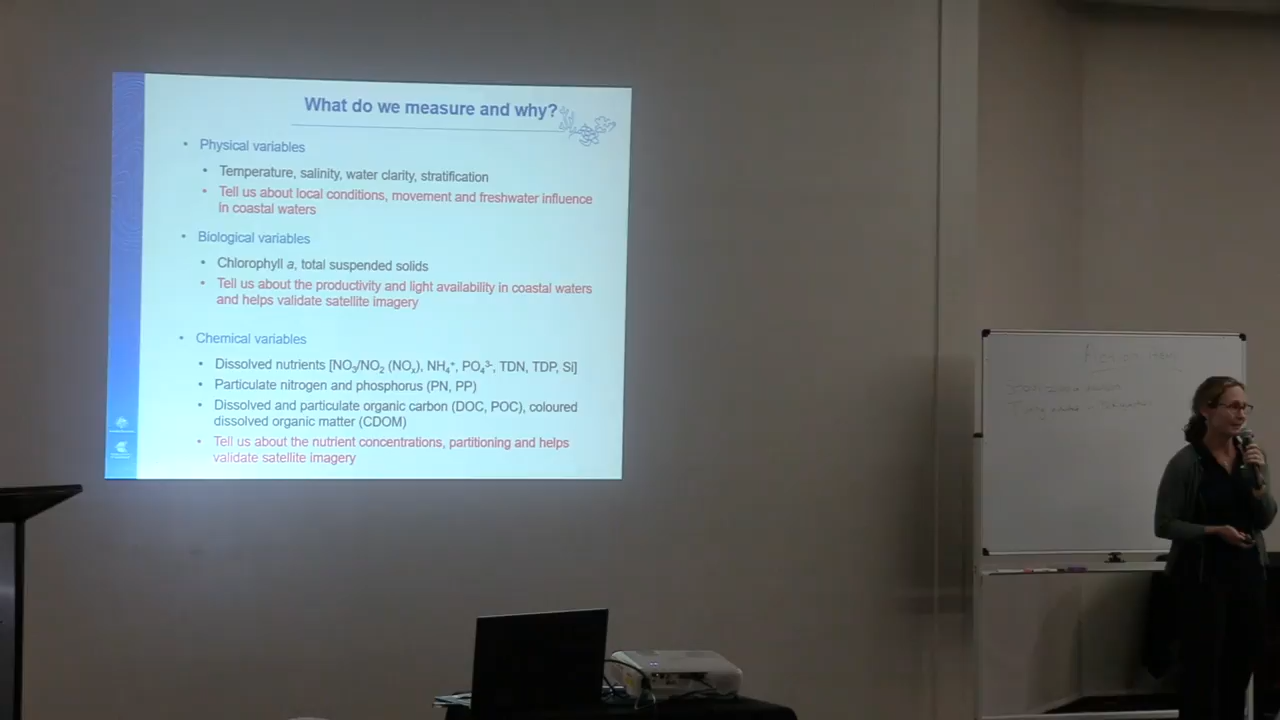 What do we measure and why?
• Physical variables
• Temperature, salinity, water clarity, stratification
• Tell us about local conditions, movement and freshwater influence
in coastal waters
• Biological variables
• Chlorophyll a, total suspended solids
• Tell us about the productivity and light availability in coastal waters
and helps validate satellite imagery
• Chemical variables
• Dissolved nutrients [NO₃/NO₂ (NOₓ), NH₄⁺, PO₄³⁻, TDN, TDP, Si]
• Particulate nitrogen and phosphorus (PN, PP)
• Dissolved and particulate organic carbon (DOC, POC), coloured
dissolved organic matter (CDOM)
• Tell us about the nutrient concentrations, partitioning and helps
validate satellite imagery